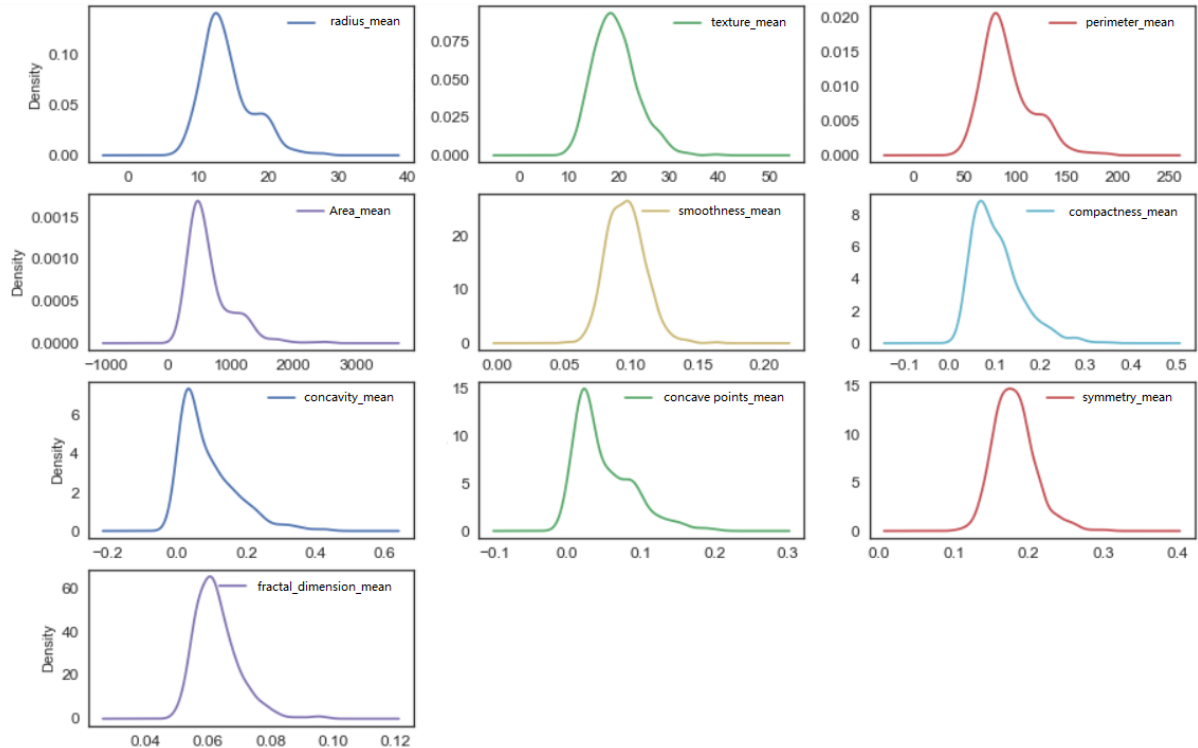 radius_mean
texture_mean
perimeter_mean
Density
0.10
0.05
0.00
0 10 20 30 40
0.075
0.050
0.025
0.000
0 10 20 30 40 50
0.020
0.015
0.010
0.005
0.000
0 50 100 150 200 250
Area_mean
smoothness_mean
compactness_mean
Density
0.0015
0.0010
0.0005
0.0000
−1000 0 1000 2000 3000
20
10
0
0.00 0.05 0.10 0.15 0.20
8
6
4
2
0
−0.1 0.0 0.1 0.2 0.3 0.4 0.5
concavity_mean
concave points_mean
symmetry_mean
Density
6
4
2
0
−0.2 0.0 0.2 0.4 0.6
15
10
5
0
−0.1 0.0 0.1 0.2 0.3
15
10
5
0
0.0 0.1 0.2 0.3 0.4
fractal_dimension_mean
Density
60
40
20
0
0.04 0.06 0.08 0.10 0.12